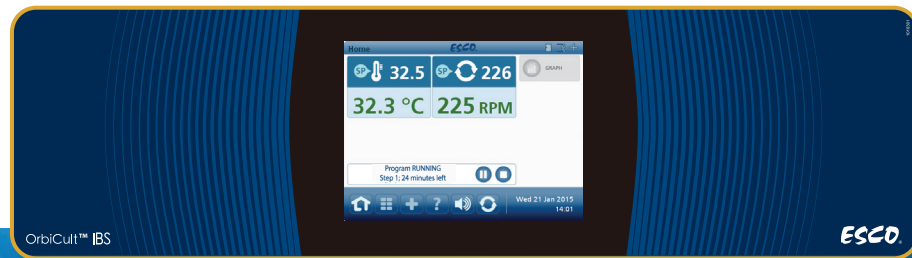 Home
ESCO
SP 32.5
SP 226
GRAPH
32.3 °C
225 RPM
Program RUNNING
Step 1; 24 minutes left
?
Wed 21 Jan 2015
14:01
OrbiCult™ IBS
ESCO